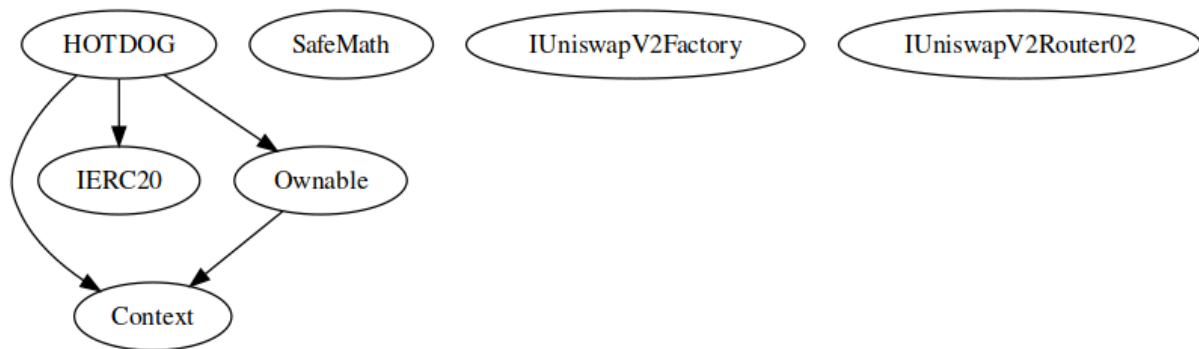 HOTDOG
SafeMath
IUniswapV2Factory
IUniswapV2Router02
IERC20
Ownable
Context